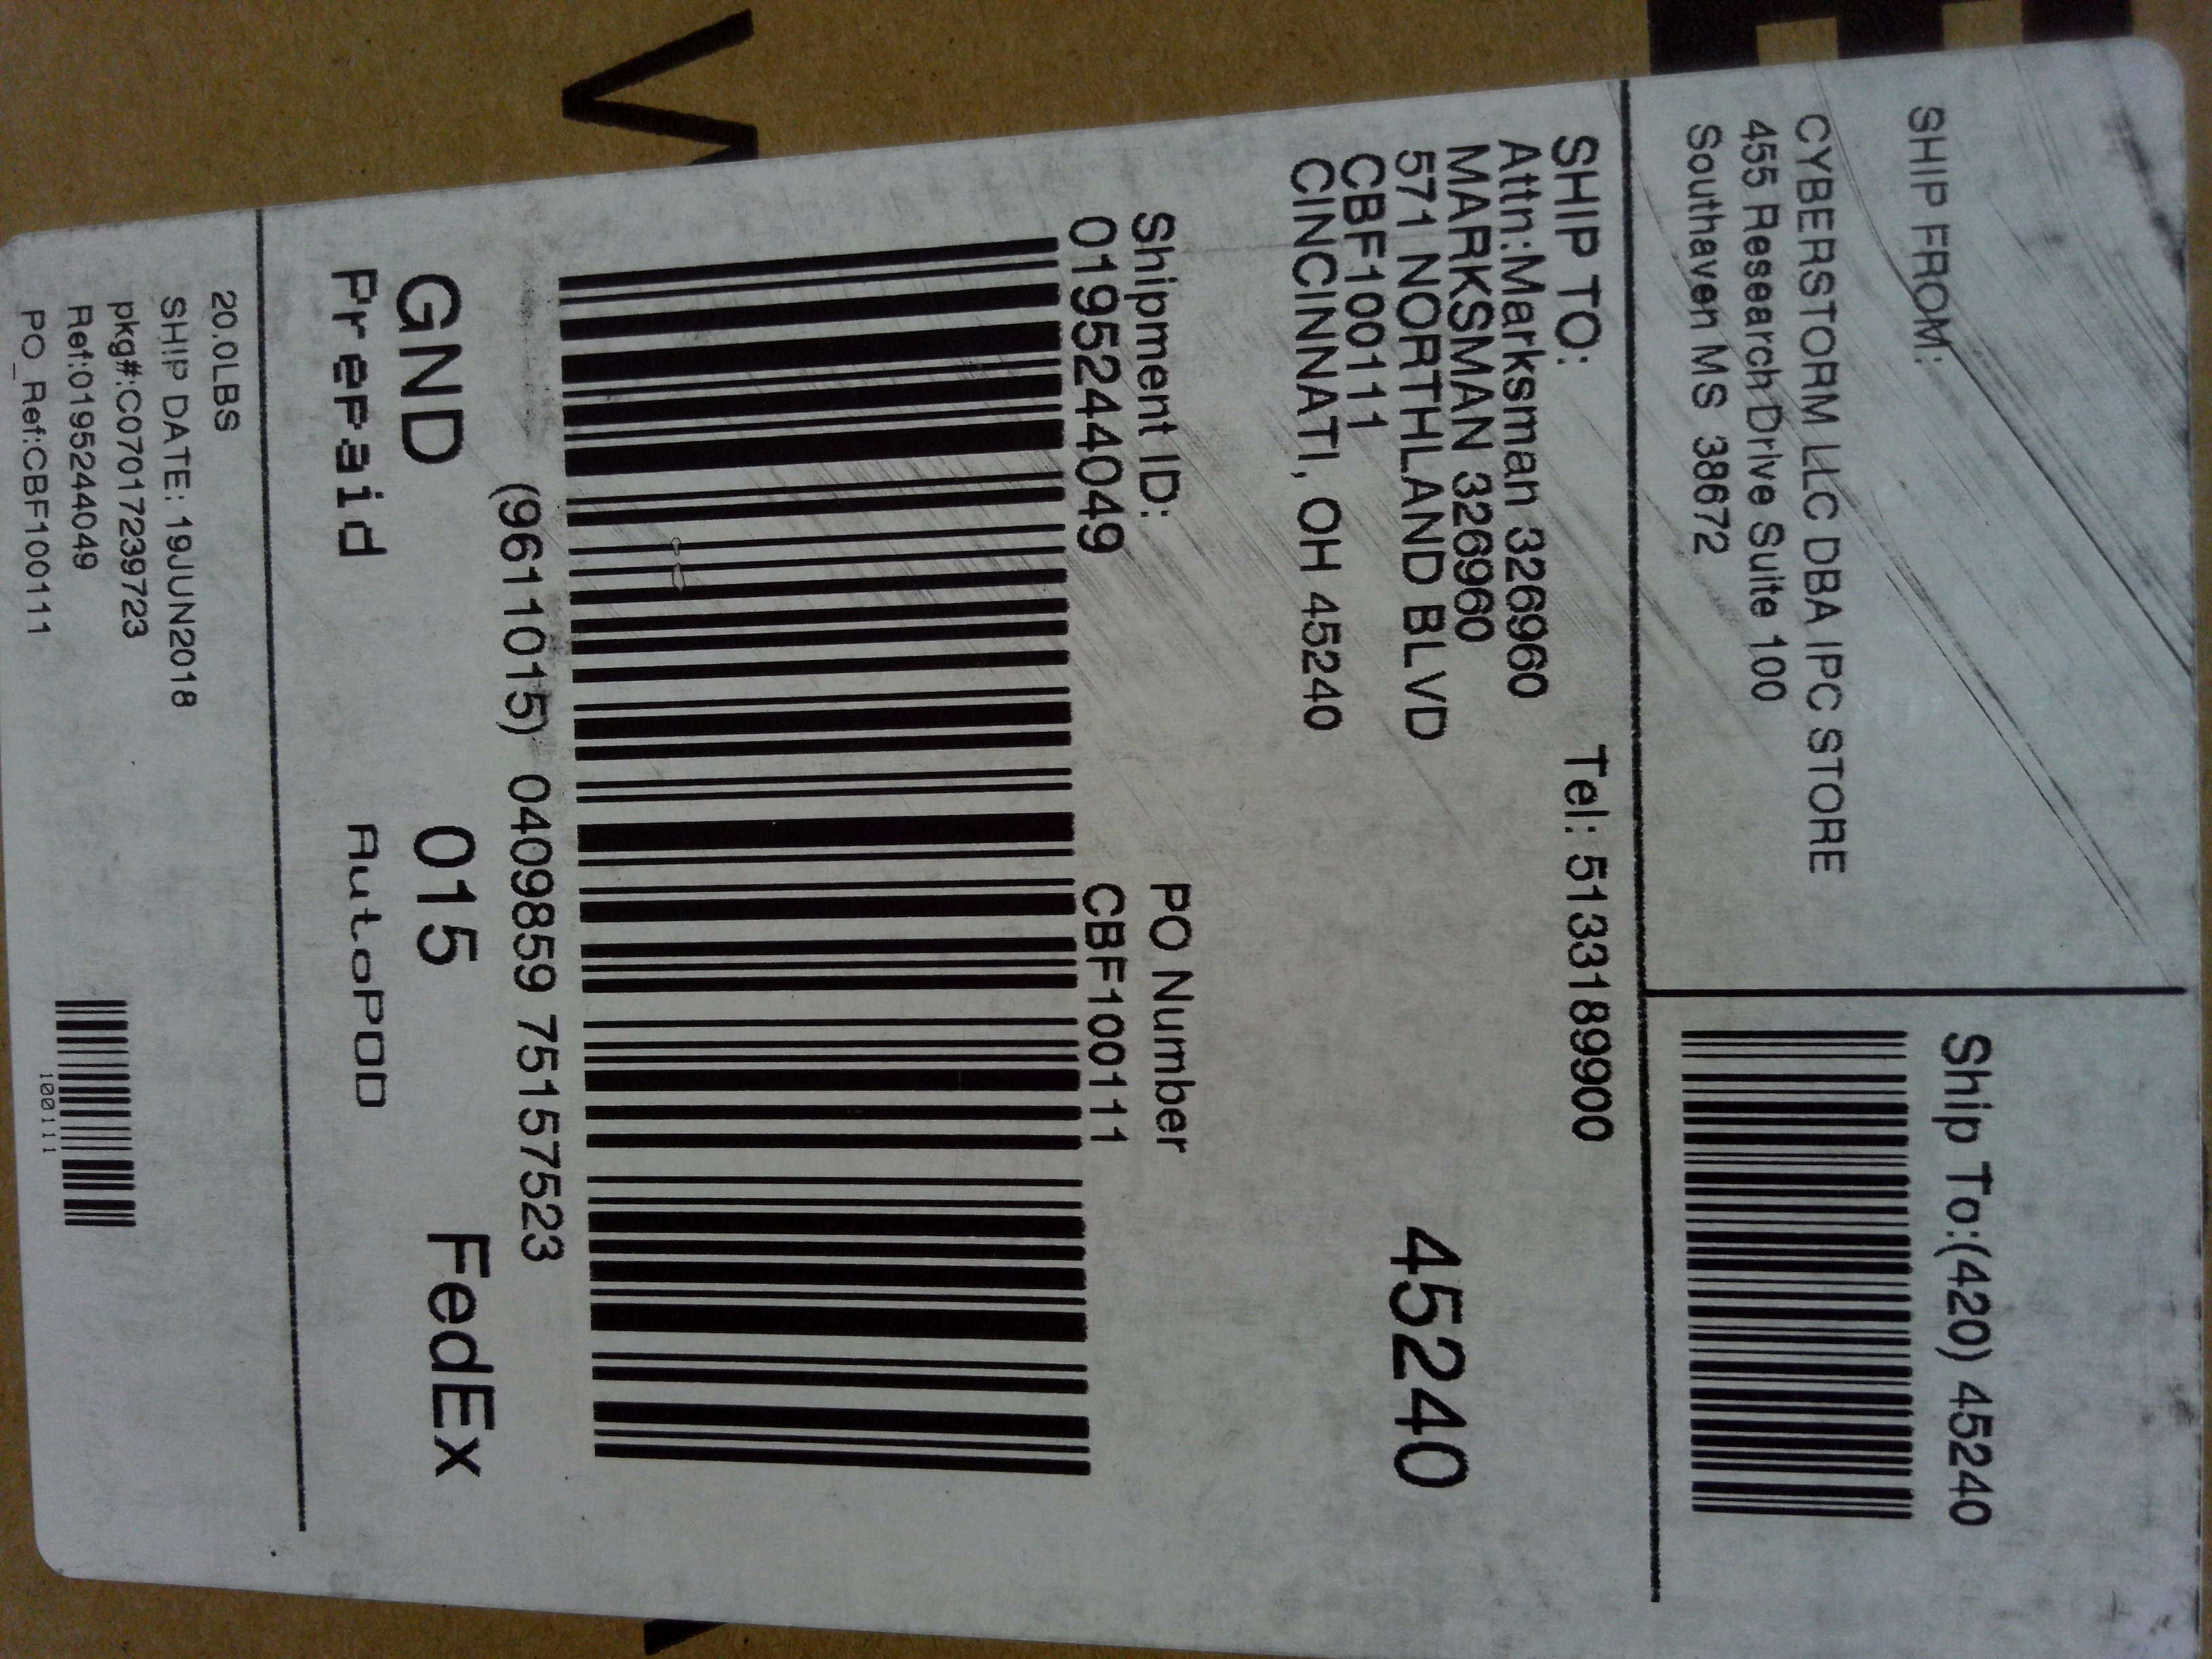 SHIP FROM:
CYBERSTORM LLC DBA IPC STORE
455 Research Drive Suite 100
Southaven MS 38672
Ship To:(420) 45240
SHIP TO:
Tel: 5133189900
Attn:Marksman 326960
MARKSMAN 326960
571 NORTHLAND BLVD
CBF100111
CINCINNATI, OH 45240
45240
Shipment ID:
0195244049
PO Number
CBF100111
(9611015) 0409859 75157523
GND 015 FedEx
Prepaid AutoPOD
20.0LBS
SHIP DATE: 19JUN2018
pkg#:C07017239723
Ref:0195244049
PO_Ref:CBF100111
100111